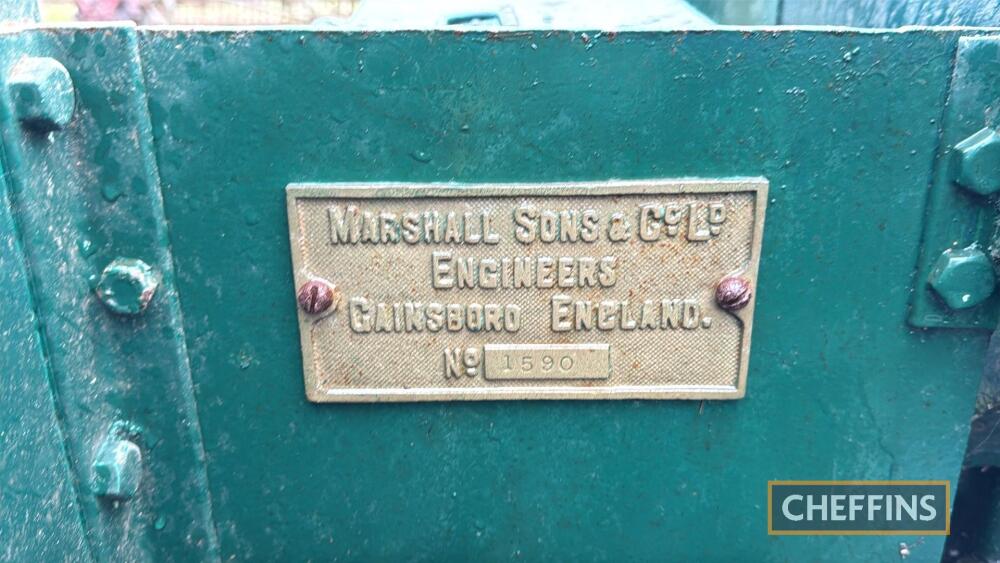 MARSHALL SONS & Co LD
ENGINEERS
GAINSBORO ENGLAND.
No 1590
CHEFFINS